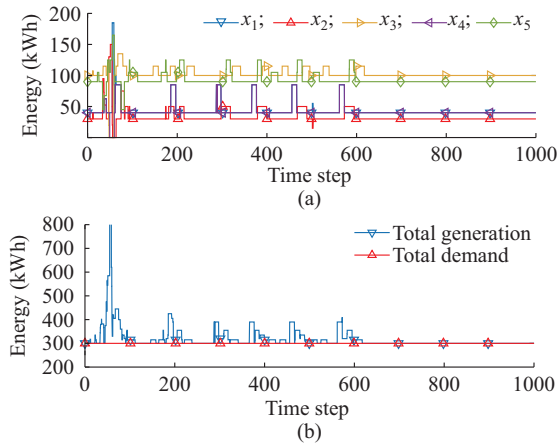 x1; x2; x3; x4; x5
200
150
100
50
Energy (kWh)
0 200 400 600 800 1000
Time step
(a)
800
700
600
500
400
300
200
Energy (kWh)
Total generation
Total demand
0 200 400 600 800 1000
Time step
(b)